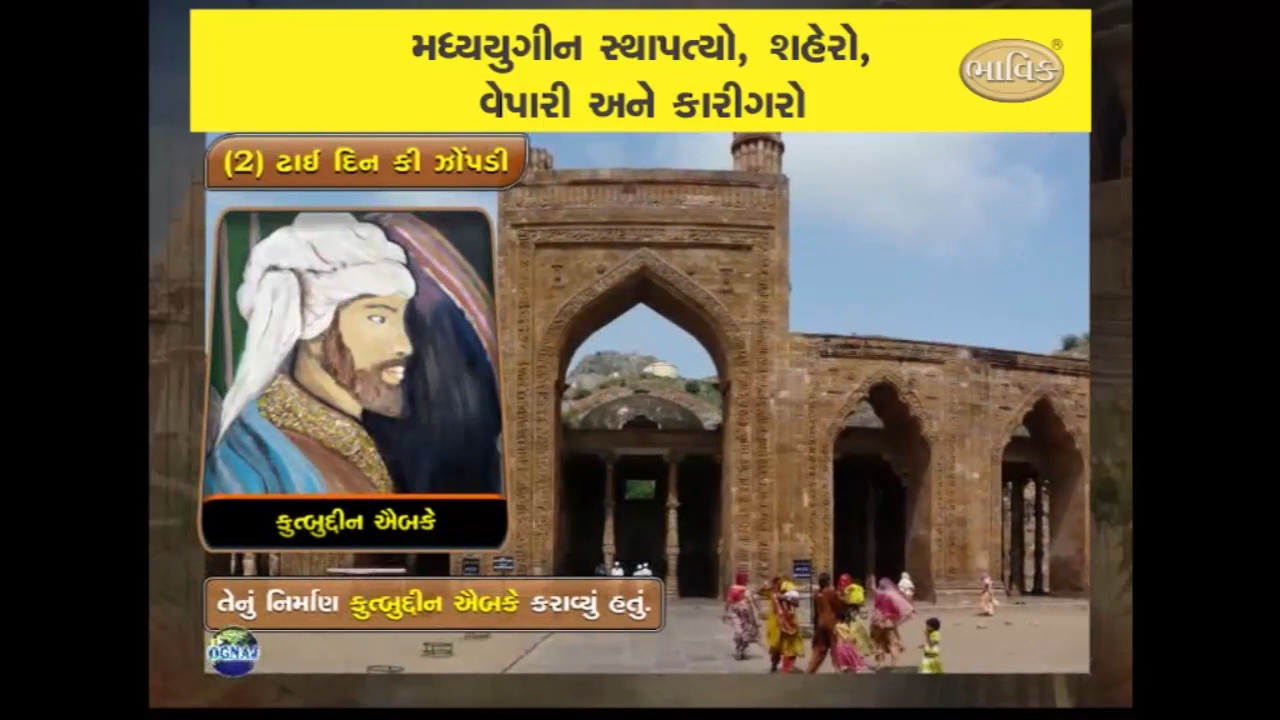 મધ્યયુગીન સ્થાપત્યો, શહેરો,
વેપારી અને કારીગરો
ભાવિક®
(2) ઢાઈ દિન કી ઝોંપડી
કુત્બુદ્દીન ઐબકે
તેનું નિર્માણ કુત્બુદ્દીન ઐબકે કરાવ્યું હતું.